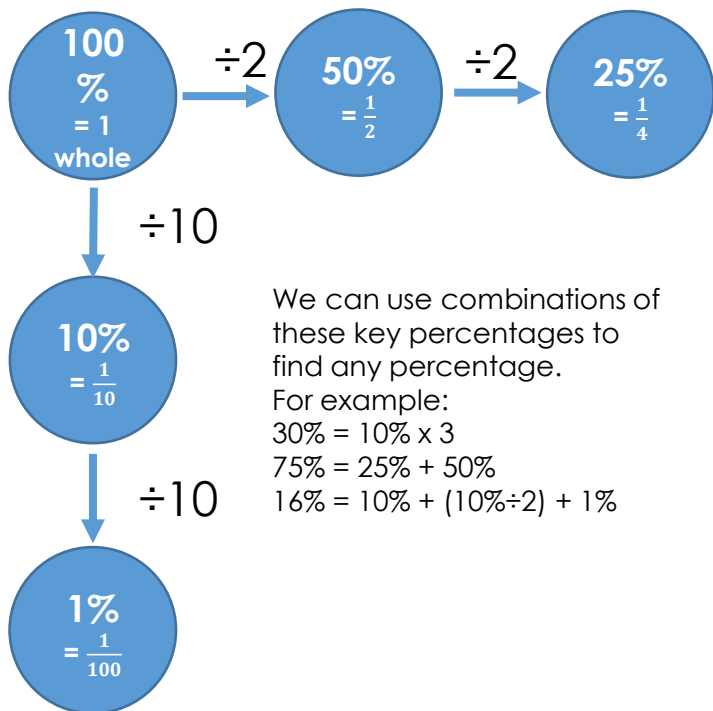 100
%
= 1
whole
÷2
50%
= 1/2
÷2
25%
= 1/4
÷10
10%
= 1/10
We can use combinations of
these key percentages to
find any percentage.
For example:
30% = 10% x 3
75% = 25% + 50%
16% = 10% + (10%÷2) + 1%
÷10
1%
= 1/100